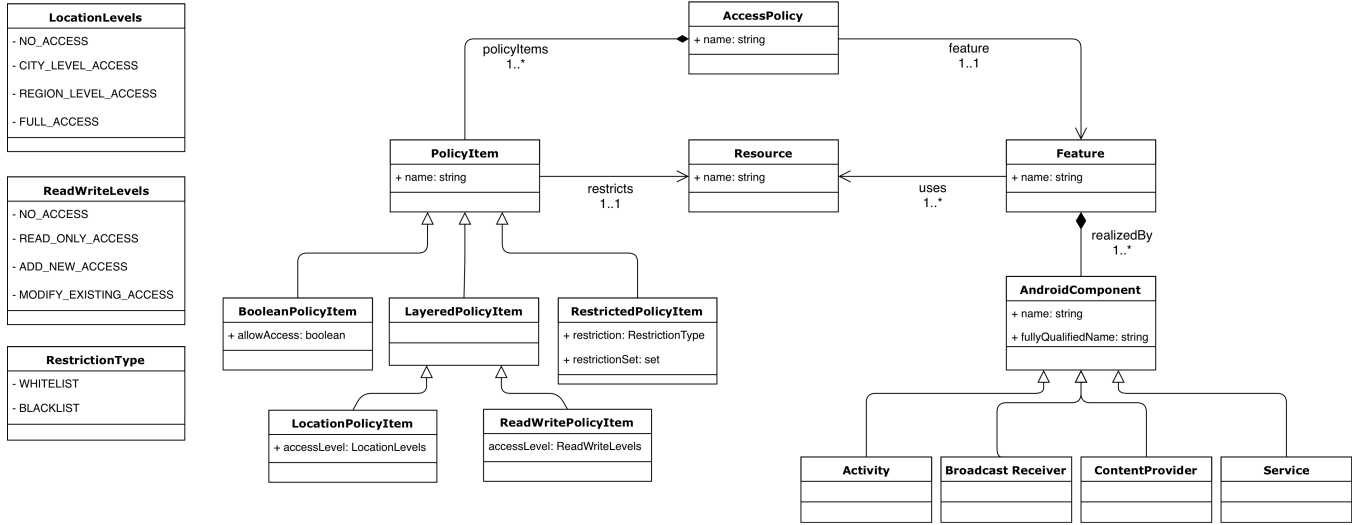 LocationLevels
- NO_ACCESS
- CITY_LEVEL_ACCESS
- REGION_LEVEL_ACCESS
- FULL_ACCESS
ReadWriteLevels
- NO_ACCESS
- READ_ONLY_ACCESS
- ADD_NEW_ACCESS
- MODIFY_EXISTING_ACCESS
RestrictionType
- WHITELIST
- BLACKLIST
AccessPolicy
+ name: string
policyItems
1..*
feature
1..1
PolicyItem
+ name: string
restricts
1..1
Resource
+ name: string
uses
1..*
Feature
+ name: string
realizedBy
1..*
BooleanPolicyItem
+ allowAccess: boolean
LayeredPolicyItem
RestrictedPolicyItem
+ restriction: RestrictionType
+ restrictionSet: set
AndroidComponent
+ name: string
+ fullyQualifiedName: string
LocationPolicyItem
+ accessLevel: LocationLevels
ReadWritePolicyItem
accessLevel: ReadWriteLevels
Activity
Broadcast Receiver
ContentProvider
Service